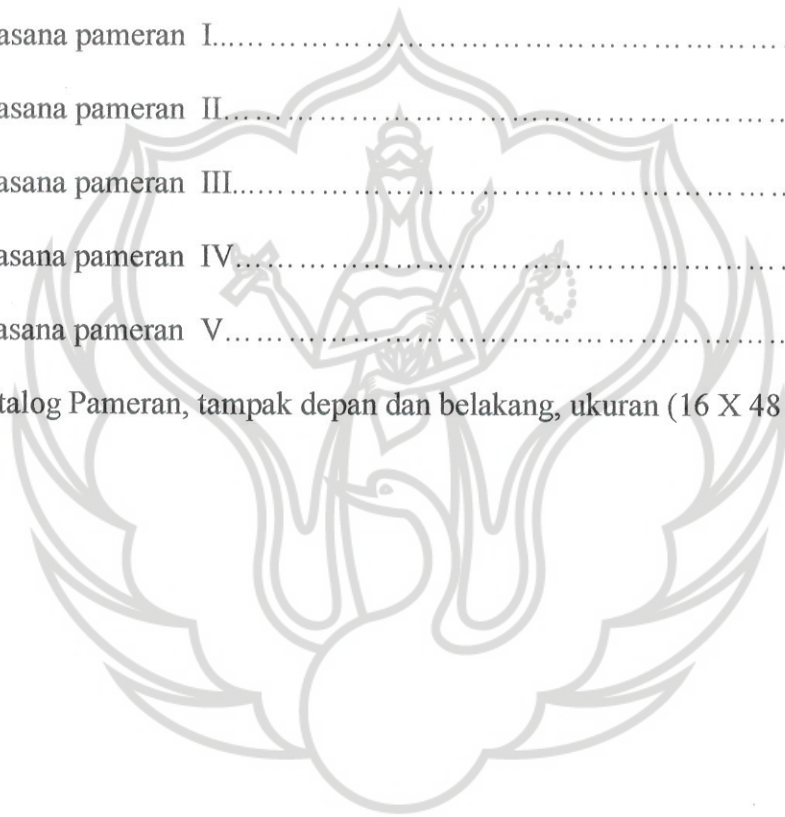 asana pameran I..............................................................
asana pameran II..............................................................
asana pameran III..............................................................
asana pameran IV..............................................................
asana pameran V..............................................................
talog Pameran, tampak depan dan belakang, ukuran (16 X 48